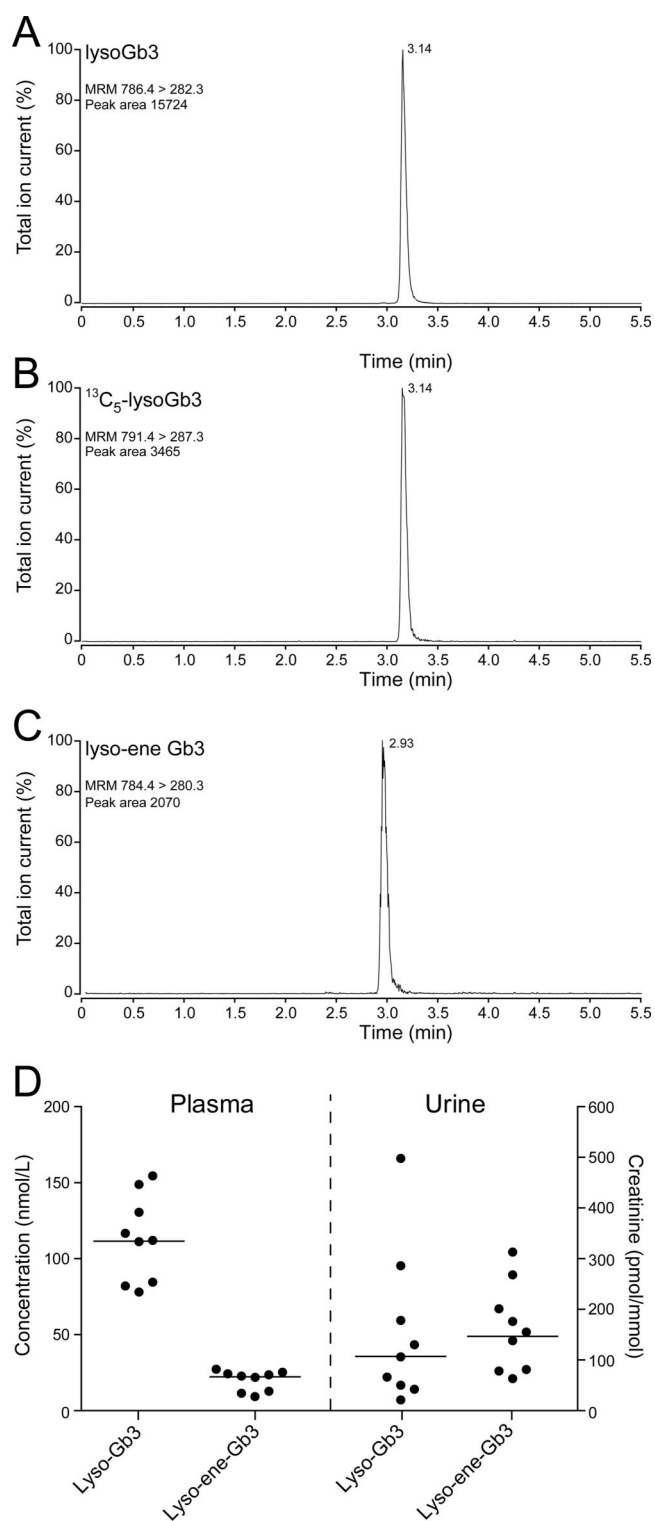 A
lysoGb3
MRM 786.4 > 282.3
Peak area 15724
3.14
Total ion current (%)
100
80
60
40
20
0
0 0.5 1.0 1.5 2.0 2.5 3.0 3.5 4.0 4.5 5.0 5.5
Time (min)
B
¹³C₅-lysoGb3
MRM 791.4 > 287.3
Peak area 3465
3.14
Total ion current (%)
100
80
60
40
20
0
0 0.5 1.0 1.5 2.0 2.5 3.0 3.5 4.0 4.5 5.0 5.5
Time (min)
C
lyso-ene Gb3
MRM 784.4 > 280.3
Peak area 2070
2.93
Total ion current (%)
100
80
60
40
20
0
0 0.5 1.0 1.5 2.0 2.5 3.0 3.5 4.0 4.5 5.0 5.5
Time (min)
D
Plasma
Urine
Concentration (nmol/L)
200
150
100
50
0
600
500
400
300
200
100
0
Creatinine (pmol/mmol)
Lyso-Gb3
Lyso-ene-Gb3
Lyso-Gb3
Lyso-ene-Gb3